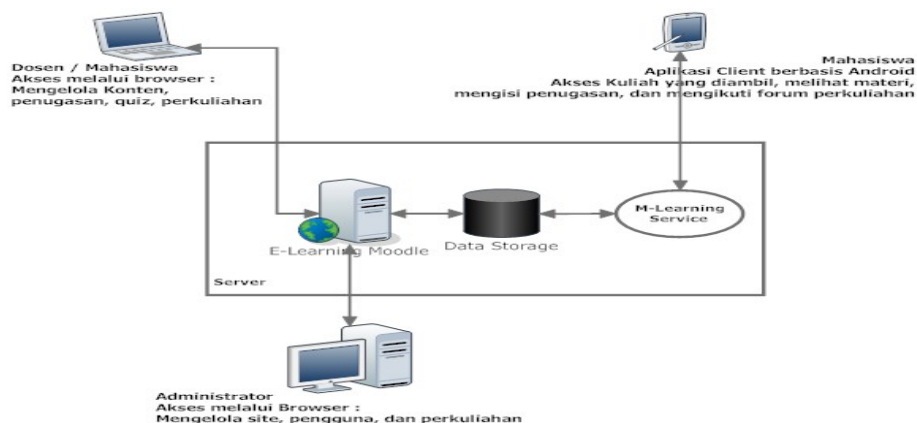 Dosen / Mahasiswa
Akses melalui browser :
Mengelola Konten,
penugasan, quiz, perkuliahan
Mahasiswa
Aplikasi Client berbasis Android
Akses Kuliah yang diambil, melihat materi,
mengisi penugasan, dan mengikuti forum perkuliahan
E-Learning Moodle
Data Storage
M-Learning
Service
Server
Administrator
Akses melalui Browser :
Mengelola site, pengguna, dan perkuliahan